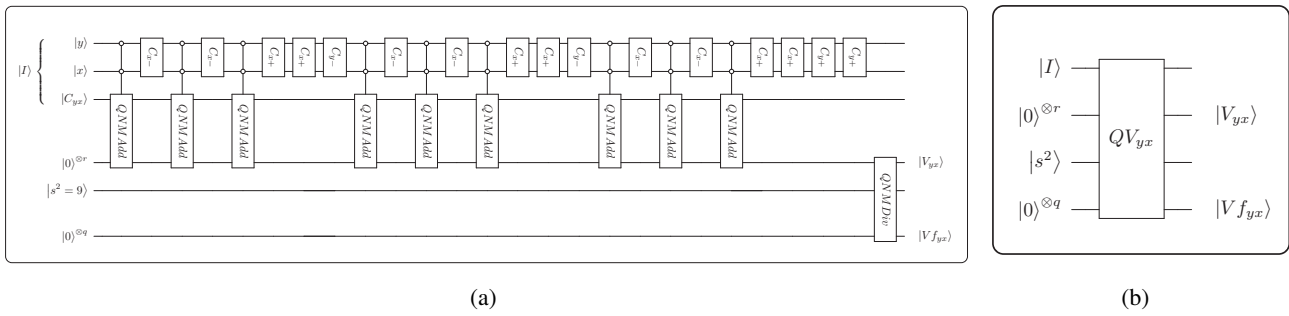 |y⟩ C_{x−} C_{x−} C_{x+} C_{x+} C_{y−} C_{x−} C_{x−} C_{x+} C_{x+} C_{y−} C_{x−} C_{x−} C_{x+} C_{x+} C_{y+} C_{y+}
|I⟩
|x⟩
|C_{yx}⟩
QNMAdd QNMAdd QNMAdd QNMAdd QNMAdd QNMAdd QNMAdd QNMAdd QNMAdd
|0⟩^{⊗r} |V_{yx}⟩
|s^2 = 9⟩ QNMDiv
|0⟩^{⊗q} |Vf_{yx}⟩
(a)
|I⟩
|0⟩^{⊗r} |V_{yx}⟩
QV_{yx}
|s^2⟩
|0⟩^{⊗q} |Vf_{yx}⟩
(b)